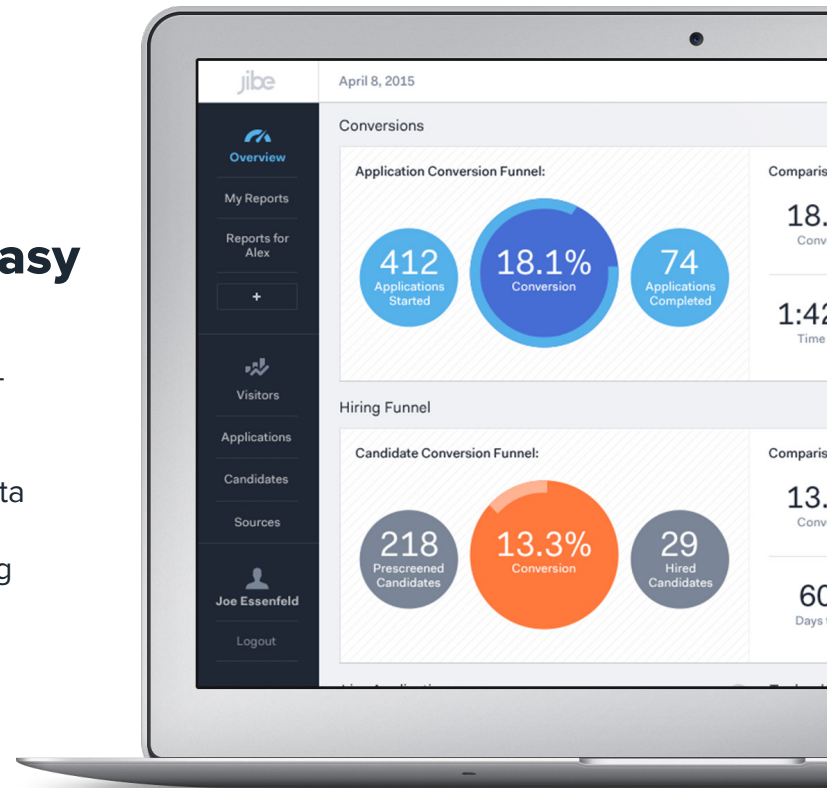 jibe
April 8, 2015
Overview
My Reports
Reports for
Alex
+
Visitors
Applications
Candidates
Sources
Joe Essenfeld
Logout
asy
ta
g
Conversions
Application Conversion Funnel:
412
Applications
Started
18.1%
Conversion
74
Applications
Completed
Comparis
18.
Conv
1:42
Time
Hiring Funnel
Candidate Conversion Funnel:
218
Prescreened
Candidates
13.3%
Conversion
29
Hired
Candidates
Comparis
13.
Conv
60
Days